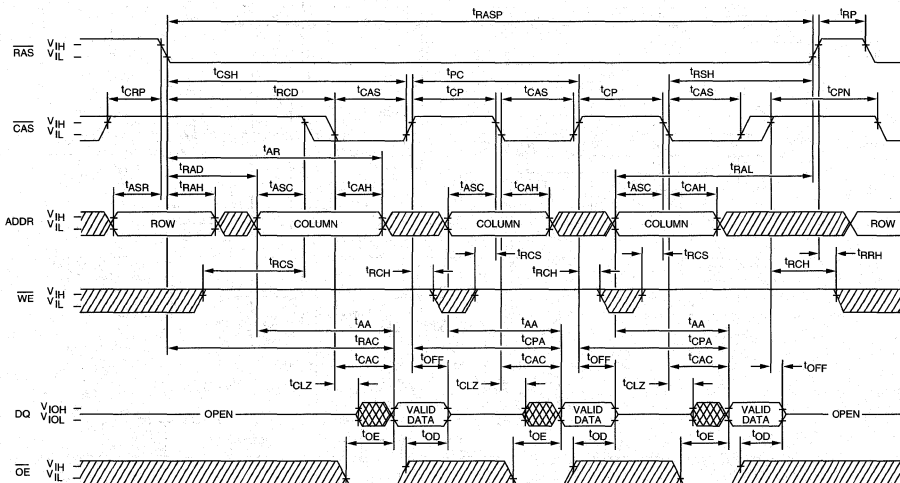 tRASP tRP
RAS VIH
VIL
tCSH tPC tRSH
tCRP tRCD tCAS tCP tCAS tCP tCAS tCPN
CAS VIH
VIL
tAR
tRAD tRAL
tASR tRAH tASC tCAH tASC tCAH tASC tCAH
ADDR VIH
VIL
ROW COLUMN COLUMN COLUMN ROW
tRCS tRCH tRCS tRCH tRCS tRCH tRRH
WE VIH
VIL
tAA tAA tAA
tRAC tCPA tCPA
tCAC tOFF tCAC tOFF tCAC tOFF
tCLZ tCLZ tCLZ
DQ VIOH
VIOL
OPEN VALID DATA VALID DATA VALID DATA OPEN
tOE tOD tOE tOD tOE tOD
OE VIH
VIL